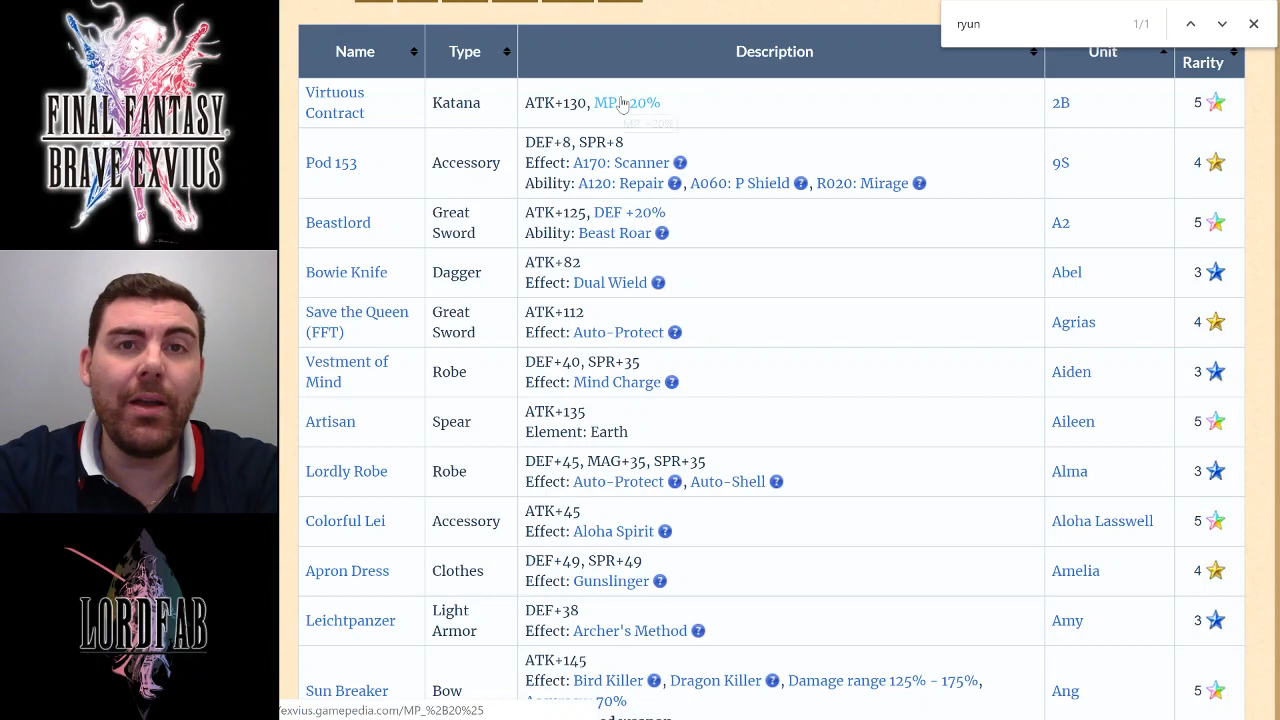 ryun
1/1
FINAL FANTASY
BRAVE EXVIUS
LORDFAB
Name Type Description Unit Rarity
Virtuous Contract Katana ATK+130, MP +20% 2B 5
MP +20%
Pod 153 Accessory DEF+8, SPR+8
Effect: A170: Scanner
Ability: A120: Repair, A060: P Shield, R020: Mirage 9S 4
Beastlord Great Sword ATK+125, DEF +20%
Ability: Beast Roar A2 5
Bowie Knife Dagger ATK+82
Effect: Dual Wield Abel 3
Save the Queen (FFT) Great Sword ATK+112
Effect: Auto-Protect Agrias 4
Vestment of Mind Robe DEF+40, SPR+35
Effect: Mind Charge Aiden 3
Artisan Spear ATK+135
Element: Earth Aileen 5
Lordly Robe Robe DEF+45, MAG+35, SPR+35
Effect: Auto-Protect, Auto-Shell Alma 3
Colorful Lei Accessory ATK+45
Effect: Aloha Spirit Aloha Lasswell 5
Apron Dress Clothes DEF+49, SPR+49
Effect: Gunslinger Amelia 4
Leichtpanzer Light Armor DEF+38
Effect: Archer's Method Amy 3
Sun Breaker Bow ATK+145
Effect: Bird Killer, Dragon Killer, Damage range 125% - 175%,
70% Ang 5
/exvius.gamepedia.com/MP_%2B20%25